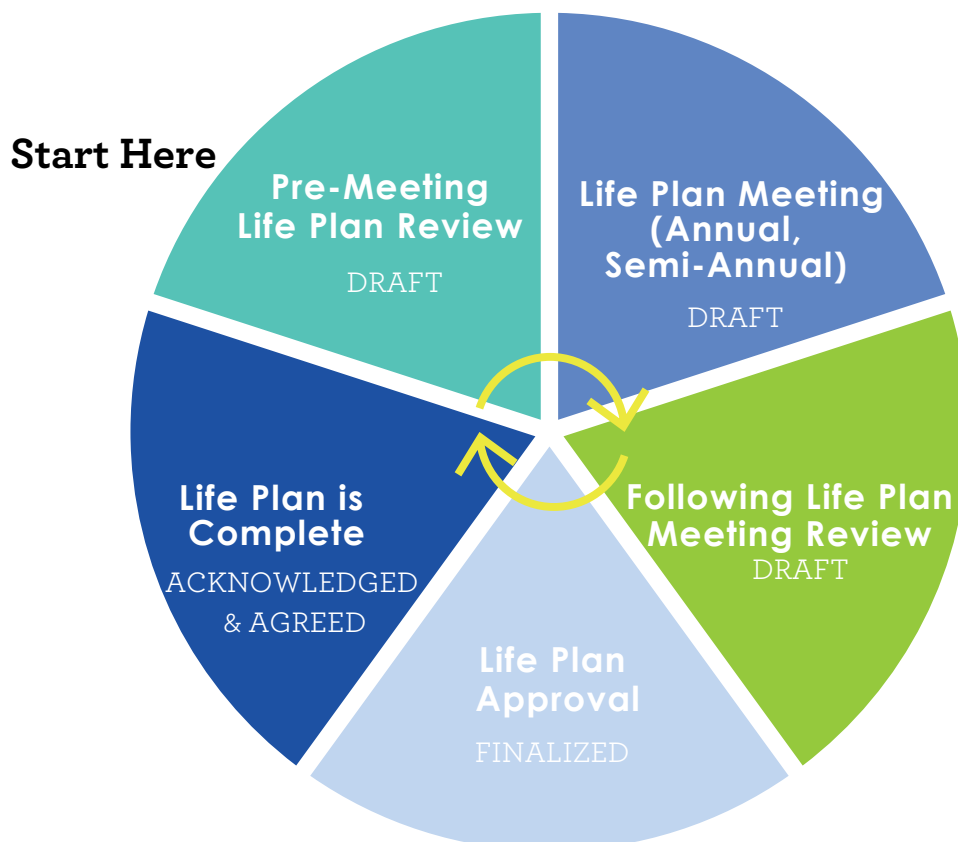 Start Here
Pre-Meeting
Life Plan Review
DRAFT
Life Plan Meeting
(Annual,
Semi-Annual)
DRAFT
Following Life Plan
Meeting Review
DRAFT
Life Plan
Approval
FINALIZED
Life Plan is
Complete
ACKNOWLEDGED
& AGREED